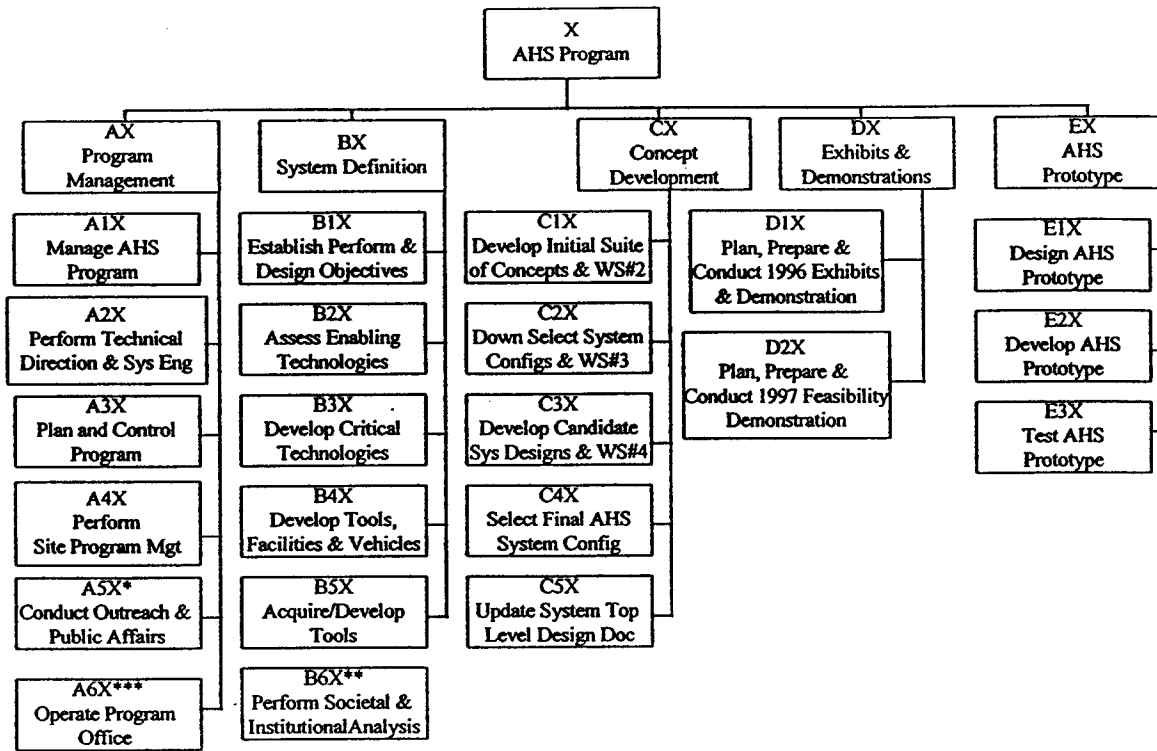 X
AHS Program
AX
Program
Management
A1X
Manage AHS
Program
A2X
Perform Technical
Direction & Sys Eng
A3X
Plan and Control
Program
A4X
Perform
Site Program Mgt
A5X*
Conduct Outreach &
Public Affairs
A6X***
Operate Program
Office
BX
System Definition
B1X
Establish Perform &
Design Objectives
B2X
Assess Enabling
Technologies
B3X
Develop Critical
Technologies
B4X
Develop Tools,
Facilities & Vehicles
B5X
Acquire/Develop
Tools
B6X**
Perform Societal &
InstitutionalAnalysis
CX
Concept
Development
C1X
Develop Initial Suite
of Concepts & WS#2
C2X
Down Select System
Configs & WS#3
C3X
Develop Candidate
Sys Designs & WS#4
C4X
Select Final AHS
System Config
C5X
Update System Top
Level Design Doc
DX
Exhibits &
Demonstrations
D1X
Plan, Prepare &
Conduct 1996 Exhibits
& Demonstration
D2X
Plan, Prepare &
Conduct 1997 Feasibility
Demonstration
EX
AHS
Prototype
E1X
Design AHS
Prototype
E2X
Develop AHS
Prototype
E3X
Test AHS
Prototype